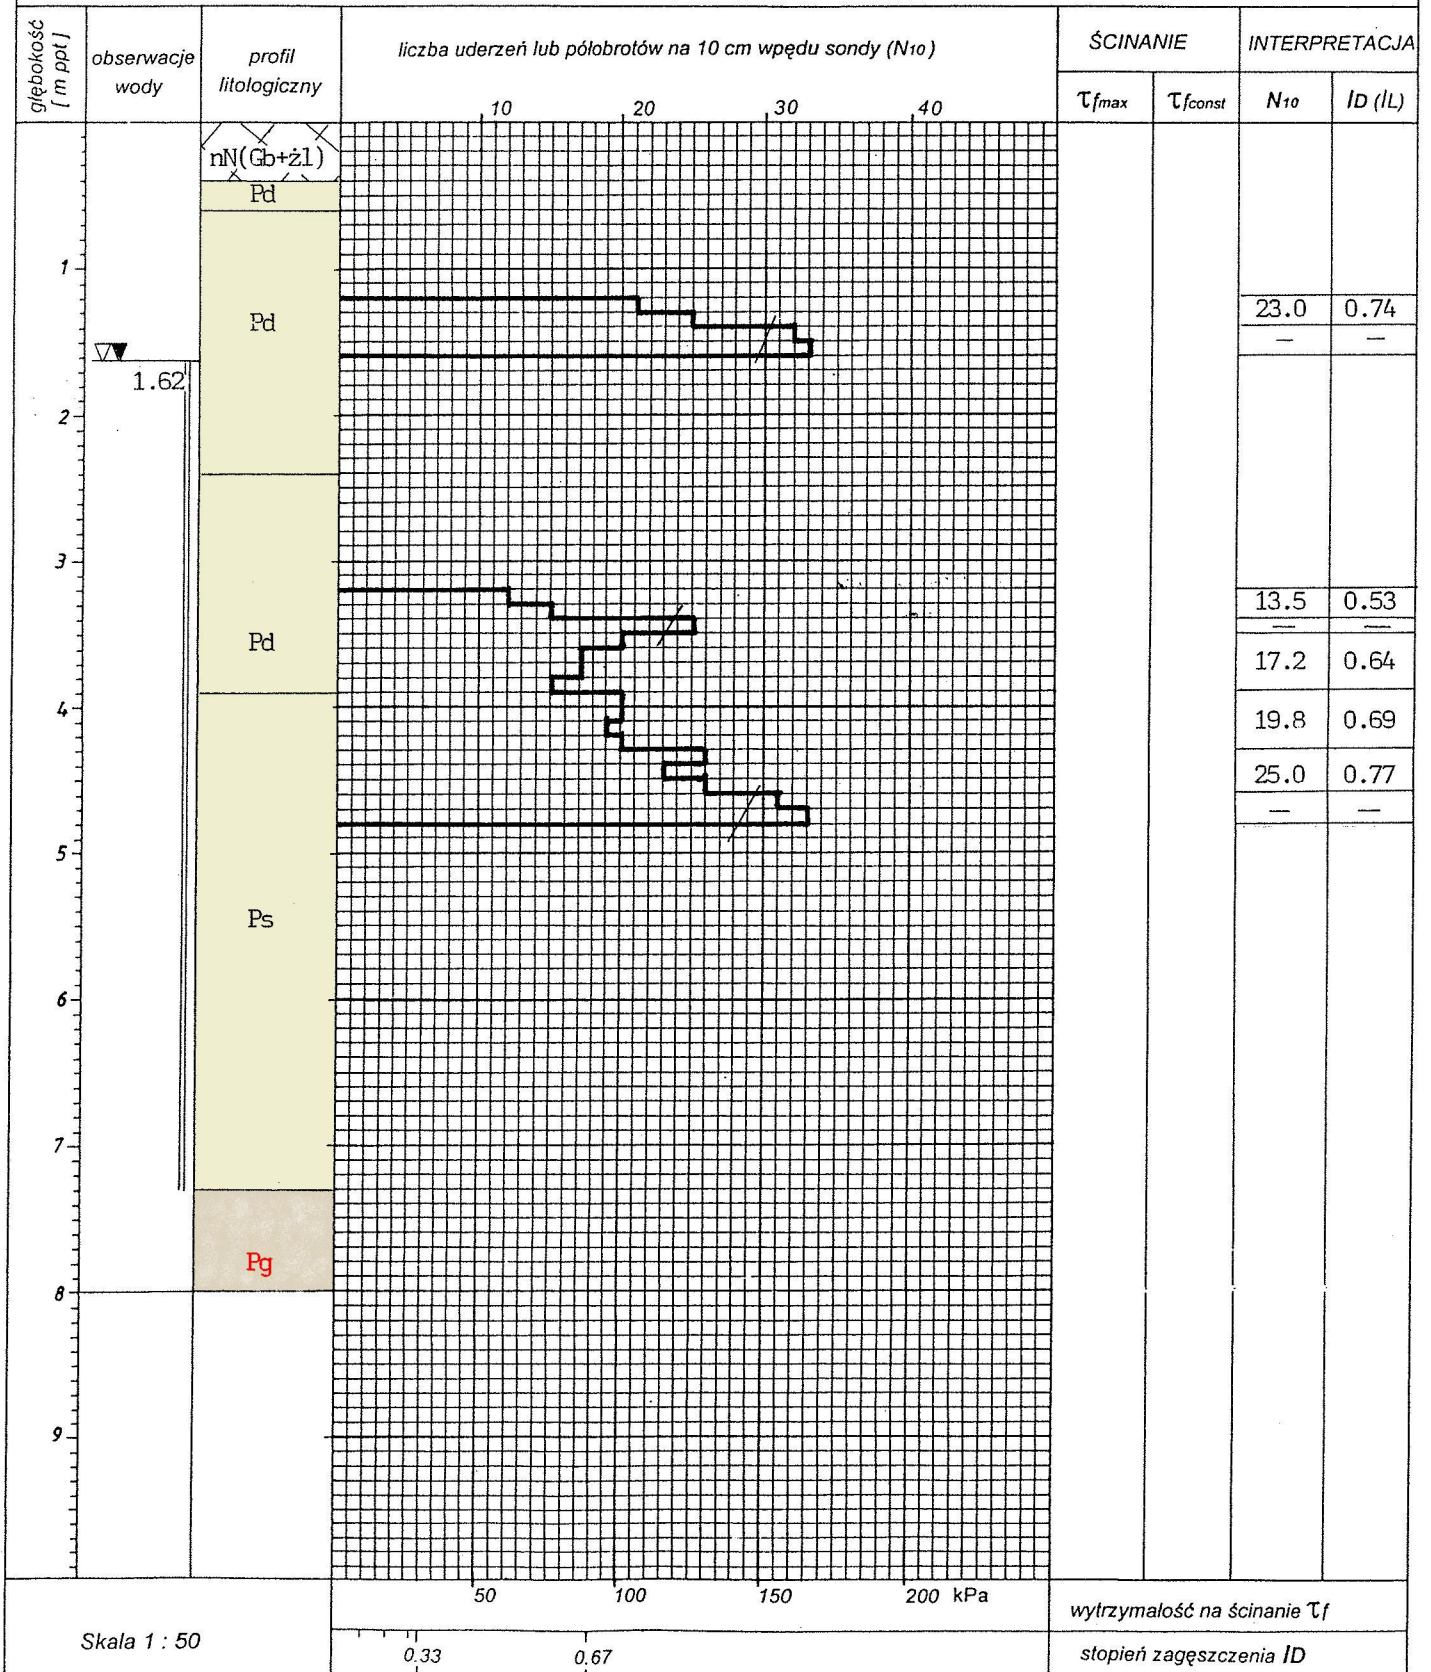 głębokość [ m ppt ]
obserwacje wody
profil litologiczny
liczba uderzeń lub półobrotów na 10 cm wpędu sondy (N10)
ŚCINANIE
INTERPRETACJA
10 20 30 40
τfmax τfconst N10 ID (IL)
nN(Gb+żl)
Pd
1
Pd
23.0 0.74
— —
1.62
2
3
13.5 0.53
— —
Pd
17.2 0.64
4
19.8 0.69
25.0 0.77
— —
5
Ps
6
7
Pg
8
9
50 100 150 200 kPa
wytrzymałość na ścinanie τf
Skala 1 : 50
0.33 0.67
stopień zagęszczenia ID